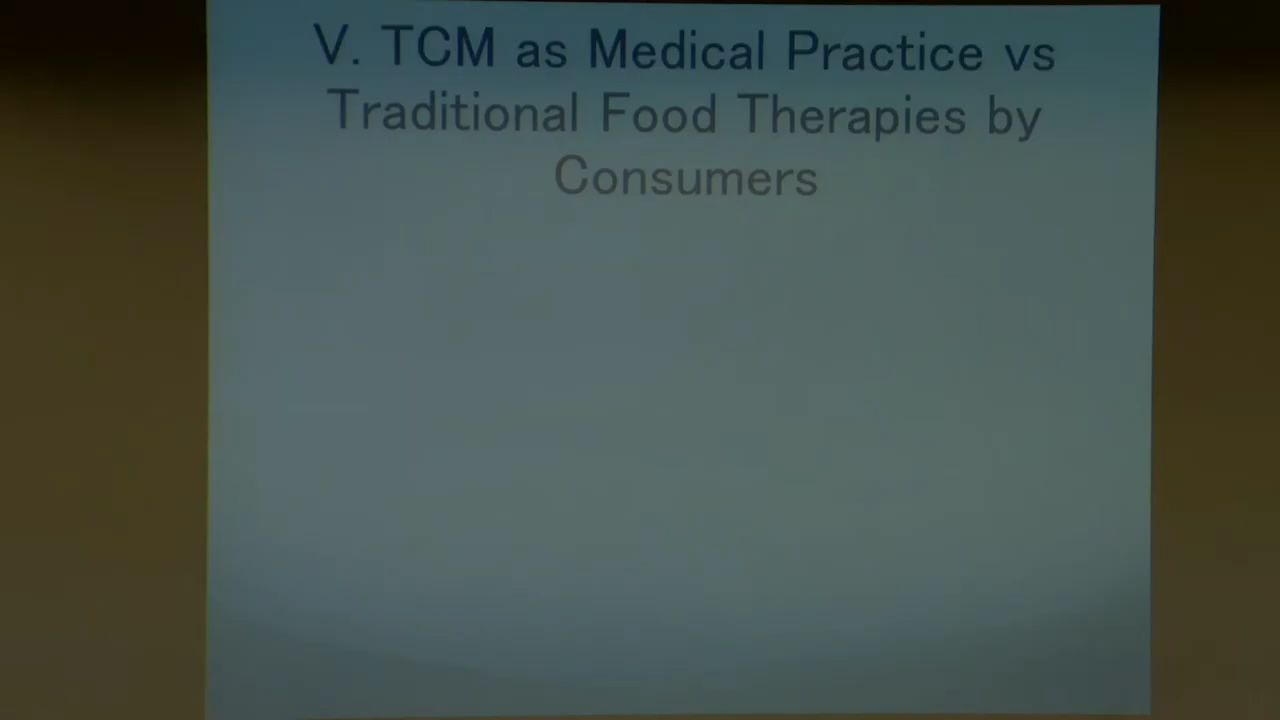 V. TCM as Medical Practice vs
Traditional Food Therapies by
Consumers